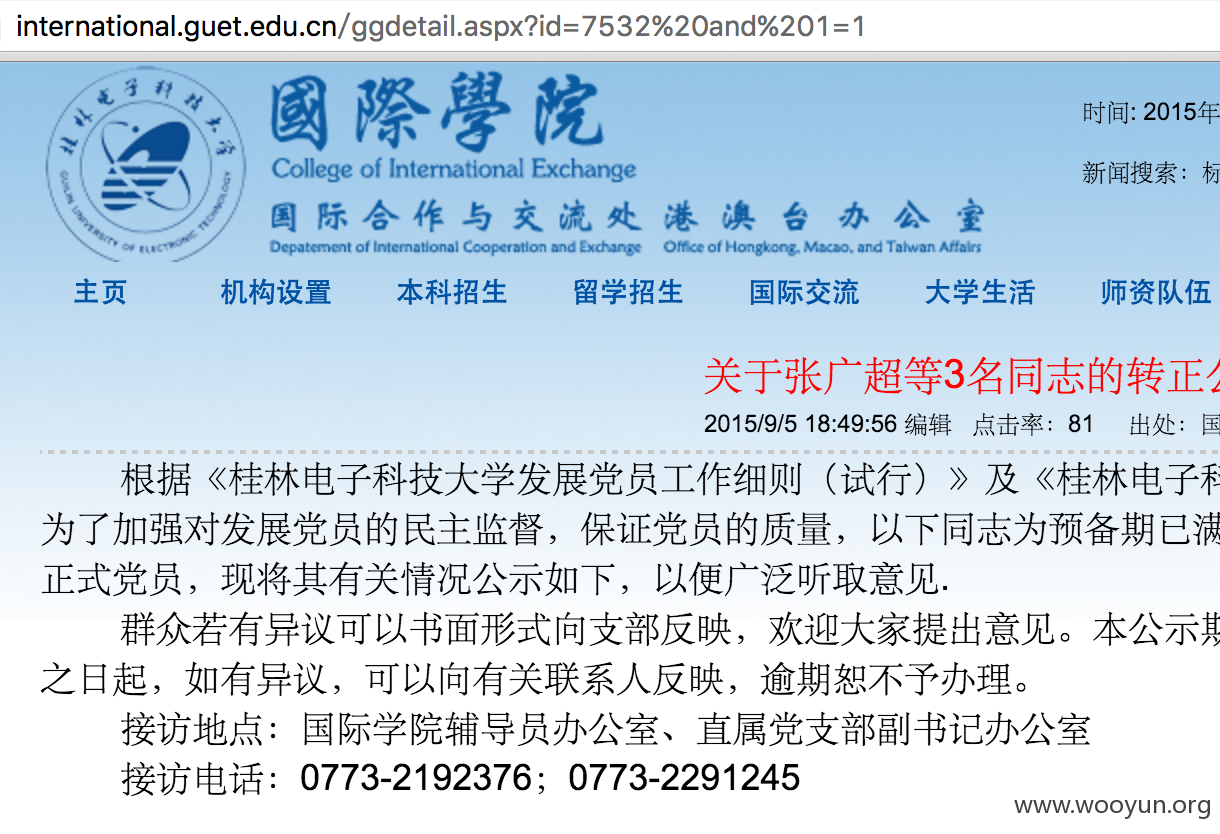 international.guet.edu.cn/ggdetail.aspx?id=7532%20and%201=1
桂林电子科技大学
GUILIN UNIVERSITY OF ELECTRONIC TECHNOLOGY
國際學院
College of International Exchange
国际合作与交流处 港澳台办公室
Depatement of International Cooperation and Exchange Office of Hongkong, Macao, and Taiwan Affairs
时间: 2015年
新闻搜索：标
主页 机构设置 本科招生 留学招生 国际交流 大学生活 师资队伍
关于张广超等3名同志的转正公
2015/9/5 18:49:56 编辑 点击率：81 出处：国
根据《桂林电子科技大学发展党员工作细则（试行）》及《桂林电子科
为了加强对发展党员的民主监督，保证党员的质量，以下同志为预备期已满
正式党员，现将其有关情况公示如下，以便广泛听取意见.
群众若有异议可以书面形式向支部反映，欢迎大家提出意见。本公示期
之日起，如有异议，可以向有关联系人反映，逾期恕不予办理。
接访地点：国际学院辅导员办公室、直属党支部副书记办公室
接访电话：0773-2192376；0773-2291245
www.wooyun.org